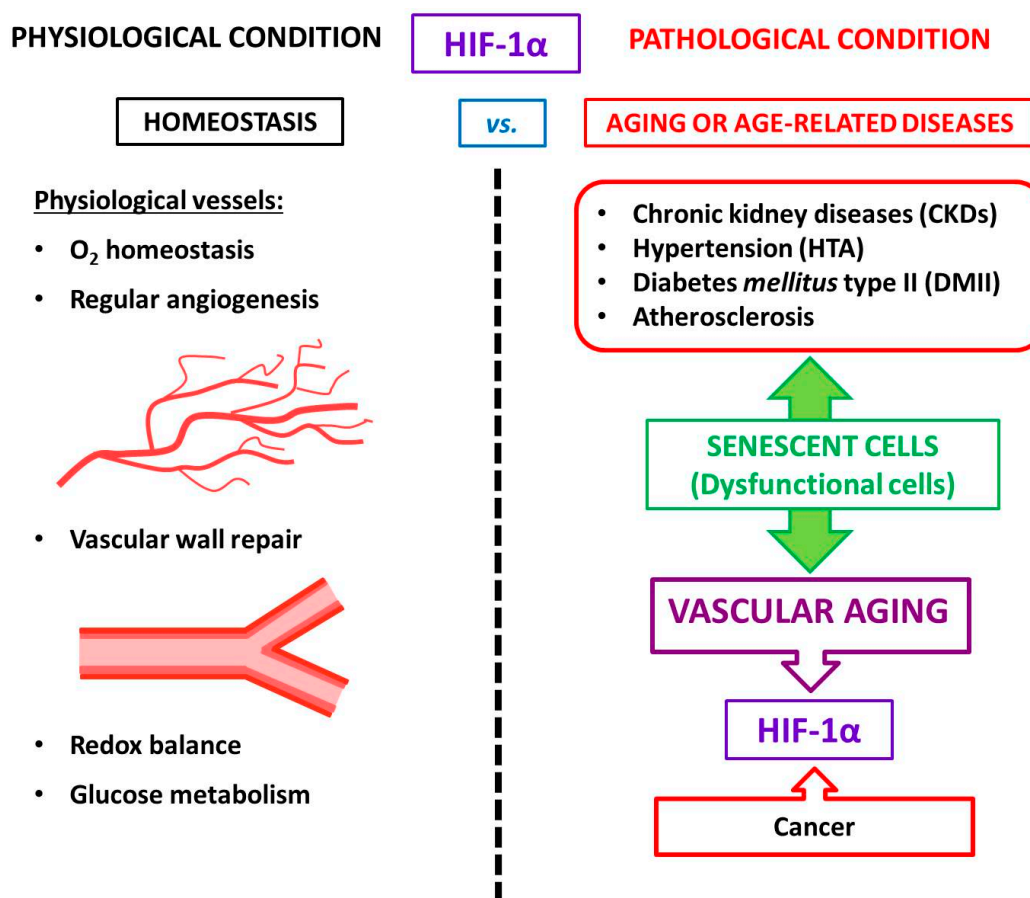 PHYSIOLOGICAL CONDITION
HIF-1α
PATHOLOGICAL CONDITION
HOMEOSTASIS
vs.
AGING OR AGE-RELATED DISEASES
Physiological vessels:
• O₂ homeostasis
• Regular angiogenesis
• Vascular wall repair
• Redox balance
• Glucose metabolism
• Chronic kidney diseases (CKDs)
• Hypertension (HTA)
• Diabetes mellitus type II (DMII)
• Atherosclerosis
SENESCENT CELLS
(Dysfunctional cells)
VASCULAR AGING
HIF-1α
Cancer